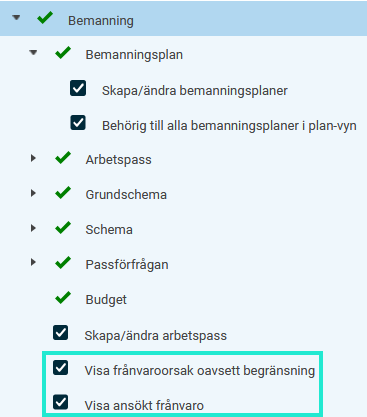 Bemanning
Bemanningsplan
Skapa/ändra bemanningsplaner
Behörig till alla bemanningsplaner i plan-vyn
Arbetspass
Grundschema
Schema
Passförfrågan
Budget
Skapa/ändra arbetspass
Visa frånvaroorsak oavsett begränsning
Visa ansökt frånvaro